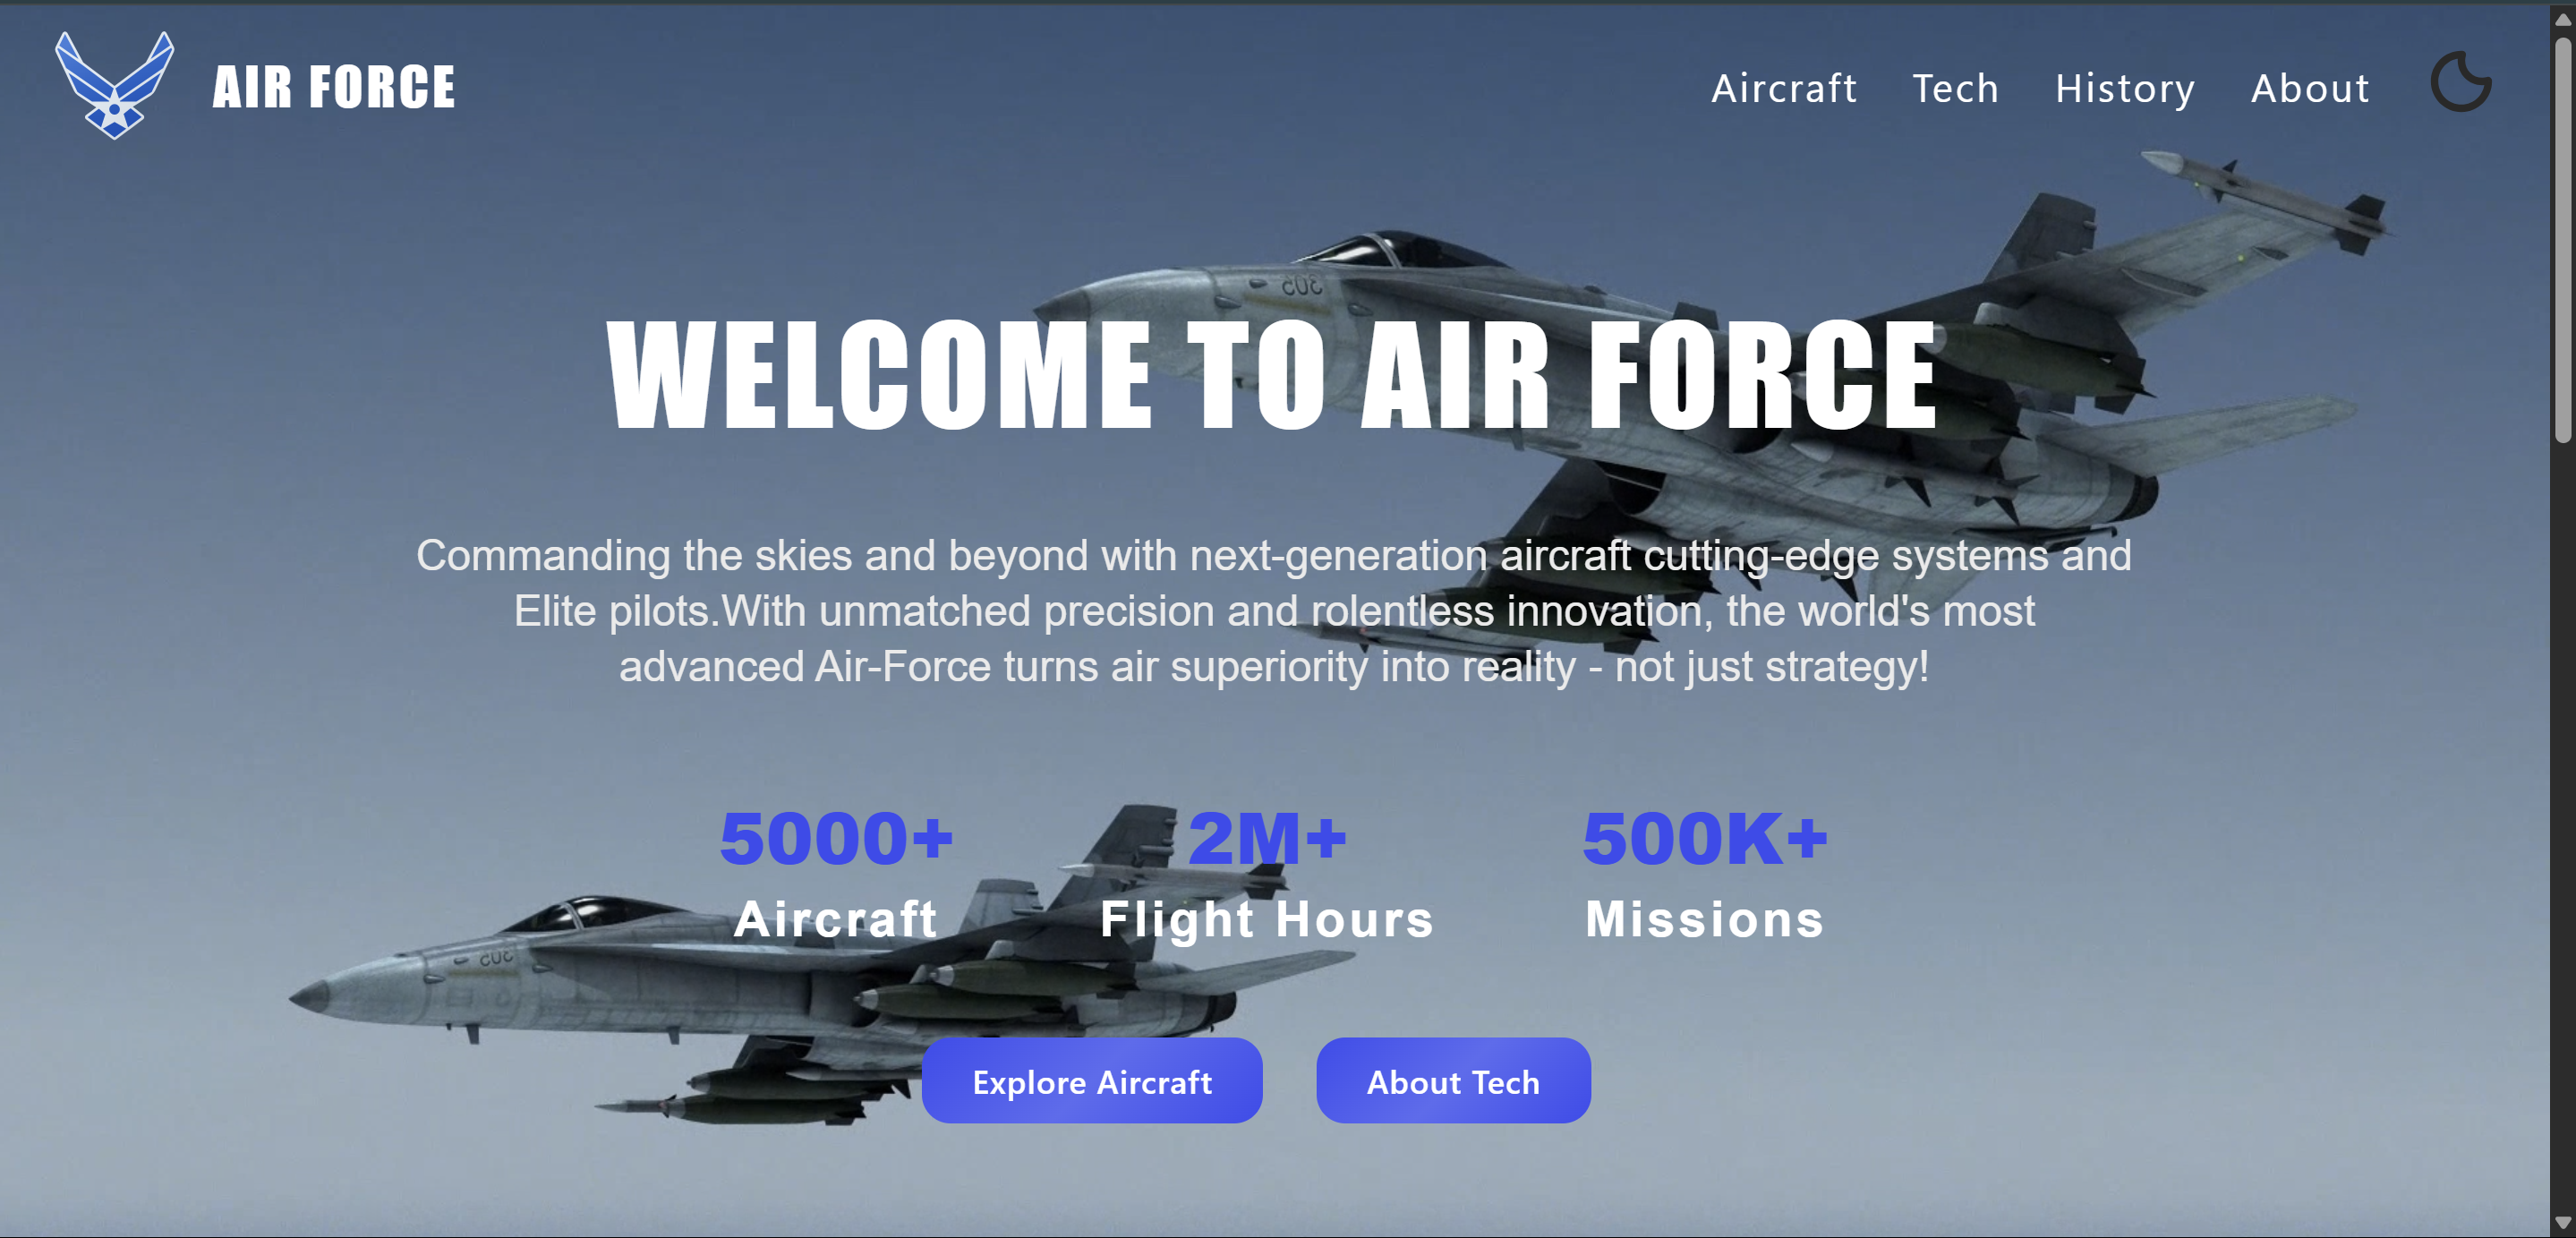 AIR FORCE
Aircraft Tech History About
305
WELCOME TO AIR FORCE
Commanding the skies and beyond with next-generation aircraft cutting-edge systems and
Elite pilots.With unmatched precision and rolentless innovation, the world's most
advanced Air-Force turns air superiority into reality - not just strategy!
5000+ 2M+ 500K+
Aircraft Flight Hours Missions
305
Explore Aircraft About Tech